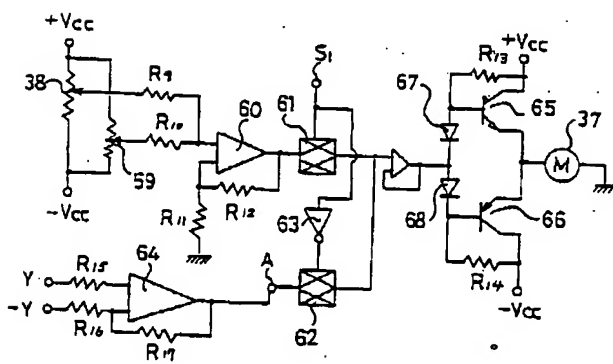 +Vcc
38
R9
R10
59
-Vcc
60
R11
R12
S1
61
63
62
A
Y
-Y
R15
R16
64
R17
67
68
R13
+Vcc
65
37
M
66
R14
-Vcc